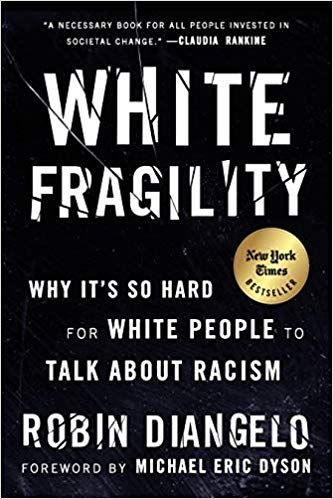 "A NECESSARY BOOK FOR ALL PEOPLE INVESTED IN
SOCIETAL CHANGE." —CLAUDIA RANKINE
WHITE
FRAGILITY
New York
Times
BESTSELLER
WHY IT'S SO HARD
FOR WHITE PEOPLE TO
TALK ABOUT RACISM
ROBIN DIANGELO
FOREWORD BY MICHAEL ERIC DYSON